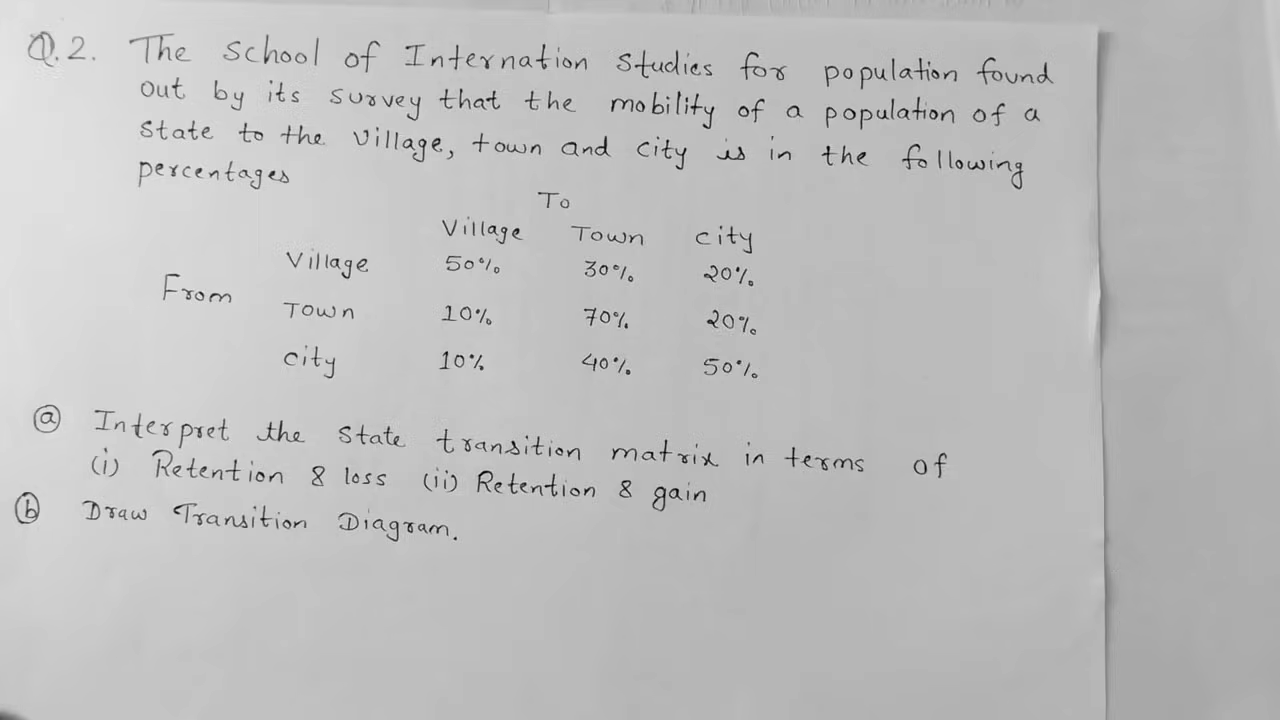 Q.2. The School of Internation Studies for population found
out by its survey that the mobility of a population of a
State to the village, town and city is in the following
percentages
To
Village Town city
Village 50% 30% 20%
From
Town 10% 70% 20%
city 10% 40% 50%
(a) Interpret the State transition matrix in terms of
(i) Retention & loss (ii) Retention & gain
(b) Draw Transition Diagram.